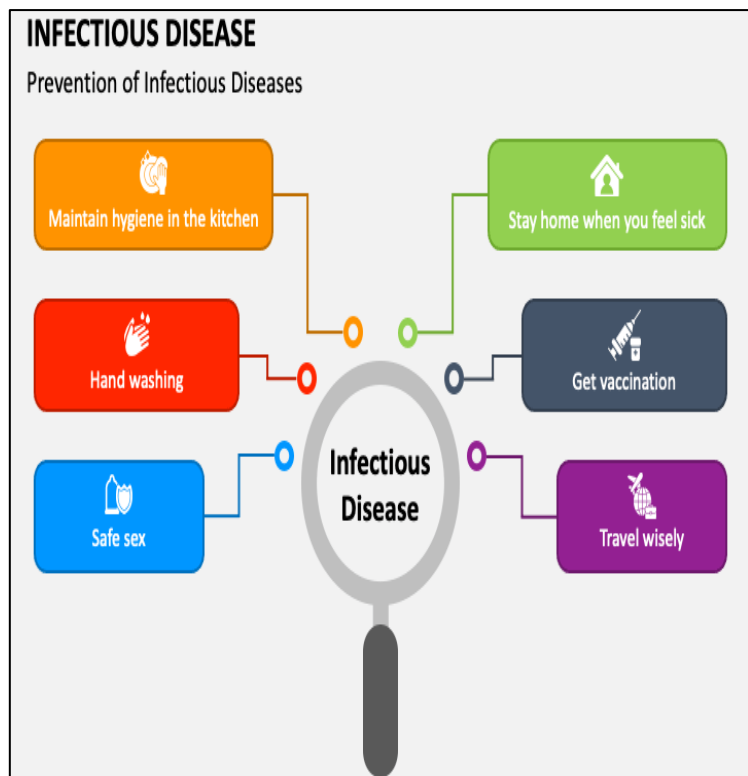 INFECTIOUS DISEASE
Prevention of Infectious Diseases
Maintain hygiene in the kitchen
Hand washing
Safe sex
Stay home when you feel sick
Get vaccination
Travel wisely
Infectious
Disease